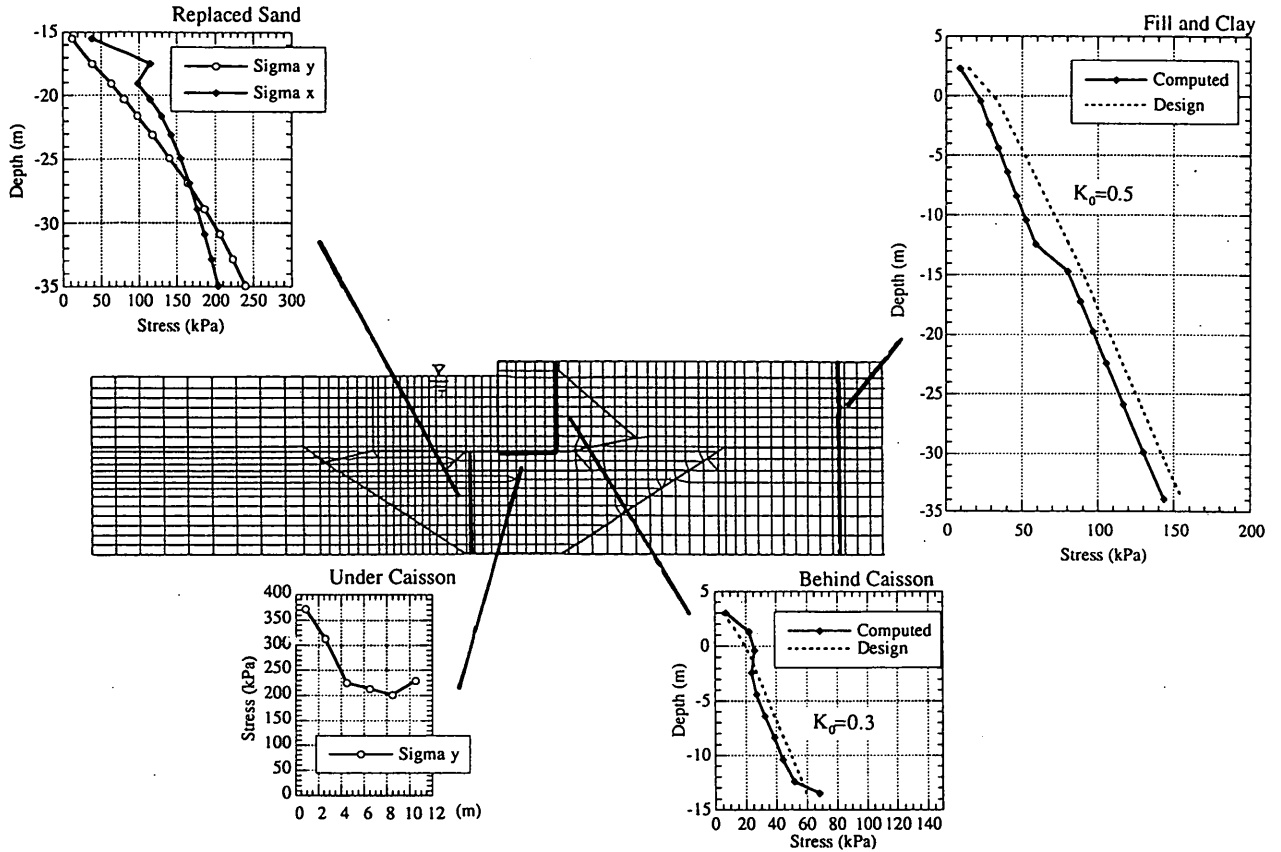 Replaced Sand
-15
-20
-25
-30
-35
Depth (m)
Sigma y
Sigma x
0 50 100 150 200 250 300
Stress (kPa)
Fill and Clay
5
0
-5
-10
-15
-20
-25
-30
-35
Depth (m)
Computed
Design
K₀=0.5
0 50 100 150 200
Stress (kPa)
Under Caisson
400
350
300
250
200
150
100
50
0
Stress (kPa)
Sigma y
0 2 4 6 8 10 12 (m)
Behind Caisson
5
0
-5
-10
-15
Depth (m)
Computed
Design
K₀=0.3
0 20 40 60 80 100 120 140
Stress (kPa)